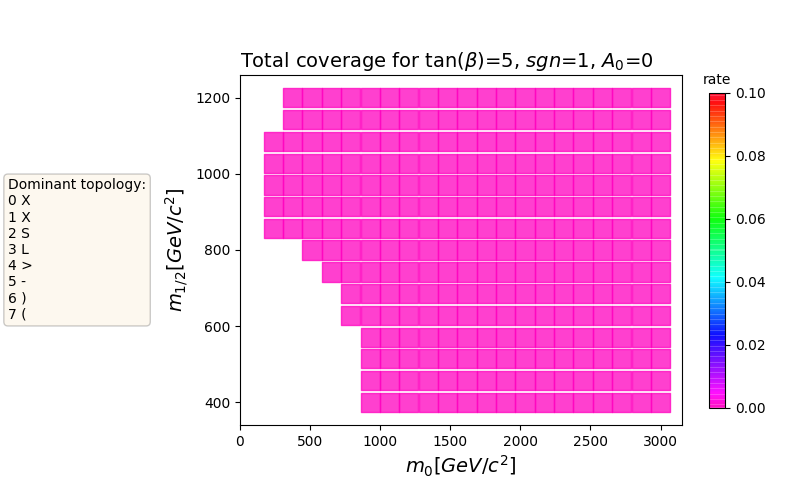 Total coverage for tan(β)=5, sgn=1, A₀=0
rate
Dominant topology:
0 X
1 X
2 S
3 L
4 >
5 -
6 )
7 (
m₁/₂[GeV/c²]
1200
1000
800
600
400
0 500 1000 1500 2000 2500 3000
m₀[GeV/c²]
0.10
0.08
0.06
0.04
0.02
0.00